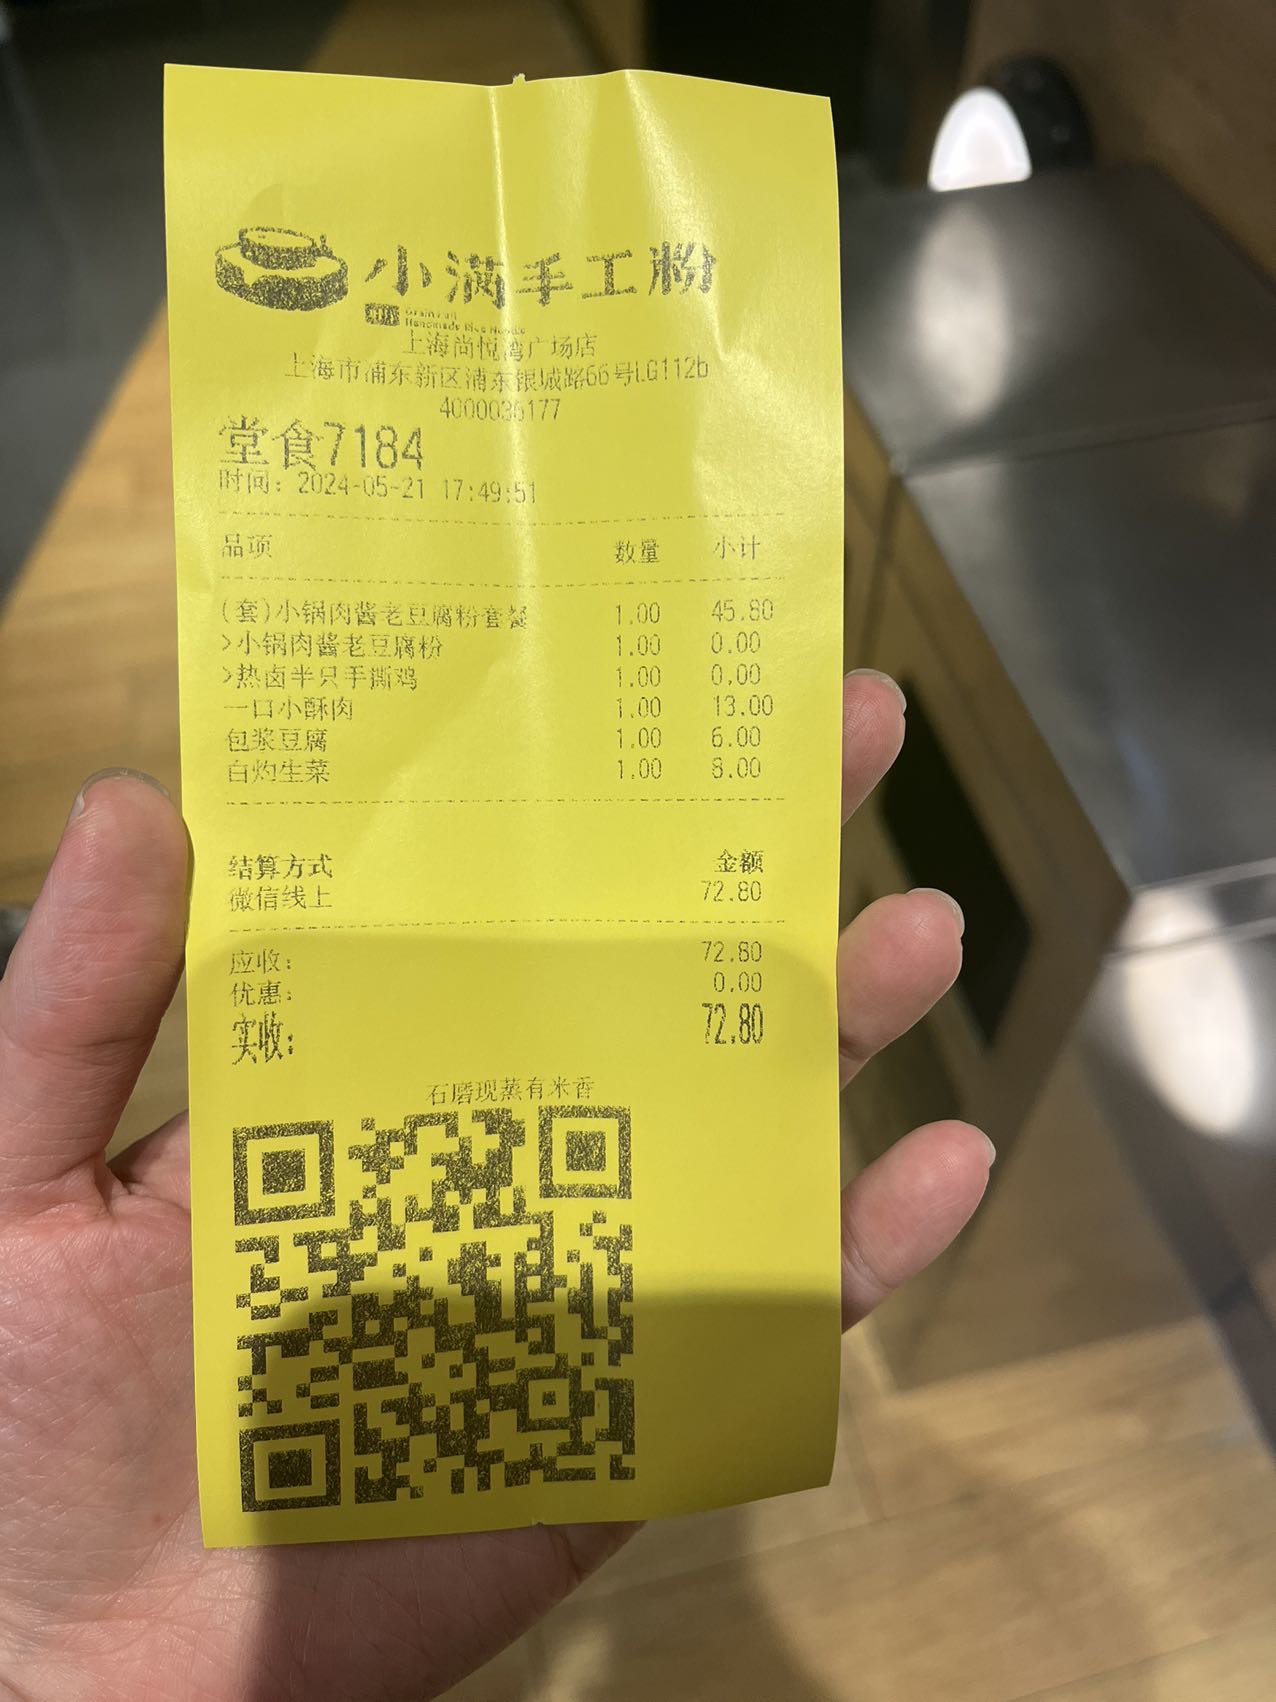 小满手工粉
Handmade Rice Noodle
上海尚悦湾广场店
上海市浦东新区浦东银城路66号LG112b
4000036177
堂食7184
时间：2024-05-21 17:49:51
品项 数量 小计
(套)小锅肉酱老豆腐粉套餐 1.00 45.80
>小锅肉酱老豆腐粉 1.00 0.00
>热卤半只手撕鸡 1.00 0.00
一口小酥肉 1.00 13.00
包浆豆腐 1.00 6.00
白灼生菜 1.00 8.00
结算方式 金额
微信线上 72.80
应收： 72.80
优惠： 0.00
实收： 72.80
石磨现蒸有米香